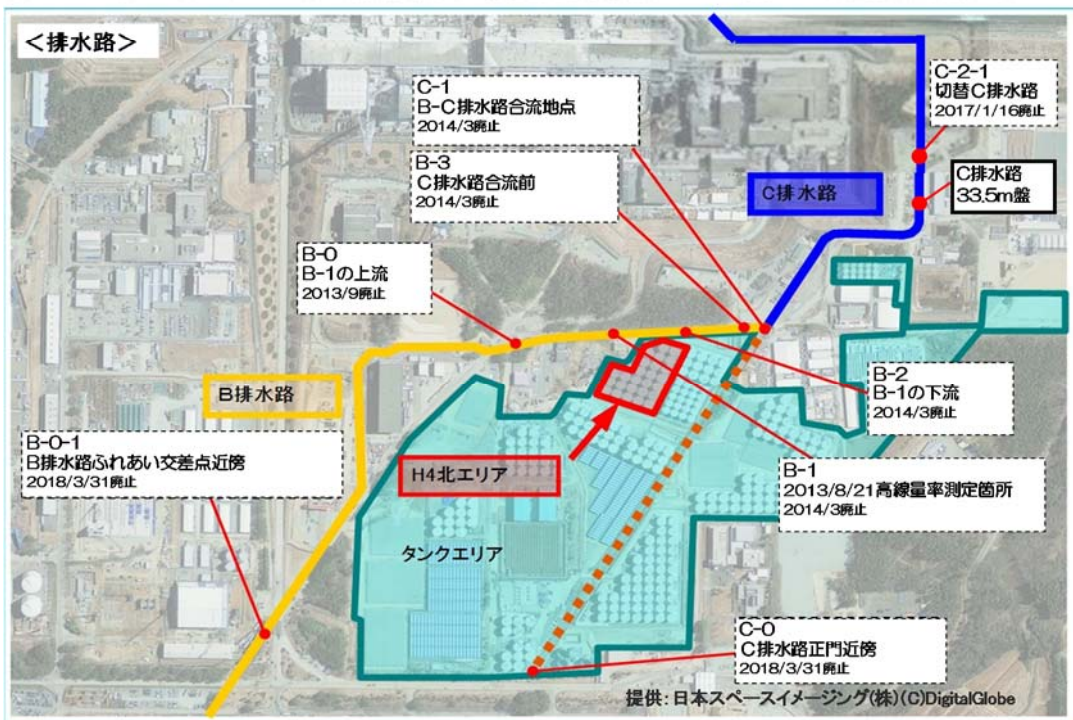 ＜排水路＞
C-1
B-C排水路合流地点
2014/3廃止
B-3
C排水路合流前
2014/3廃止
C-2-1
切替C排水路
2017/1/16廃止
C排水路
33.5m盤
C排水路
B-0
B-1の上流
2013/9廃止
B排水路
B-2
B-1の下流
2014/3廃止
B-0-1
B排水路ふれあい交差点近傍
2018/3/31廃止
H4北エリア
B-1
2013/8/21高線量率測定箇所
2014/3廃止
タンクエリア
C-0
C排水路正門近傍
2018/3/31廃止
提供：日本スペースイメージング(株)(C)DigitalGlobe